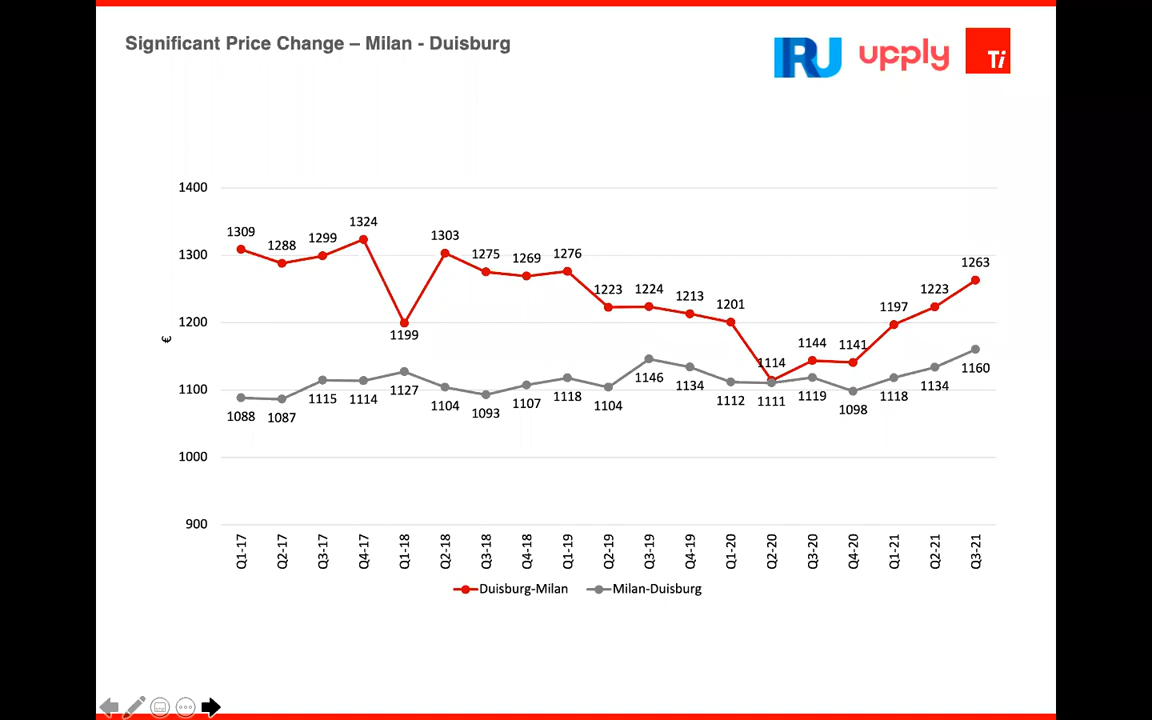 Significant Price Change – Milan - Duisburg
IRU upply Ti
1400
1300
1200
1100
1000
900
€
1309 1288 1299 1324 1199 1303 1275 1269 1276 1223 1224 1213 1201 1114 1144 1141 1197 1223 1263
1088 1087 1115 1114 1127 1104 1093 1107 1118 1104 1146 1134 1112 1111 1119 1098 1118 1134 1160
Q1-17 Q2-17 Q3-17 Q4-17 Q1-18 Q2-18 Q3-18 Q4-18 Q1-19 Q2-19 Q3-19 Q4-19 Q1-20 Q2-20 Q3-20 Q4-20 Q1-21 Q2-21 Q3-21
Duisburg-Milan Milan-Duisburg